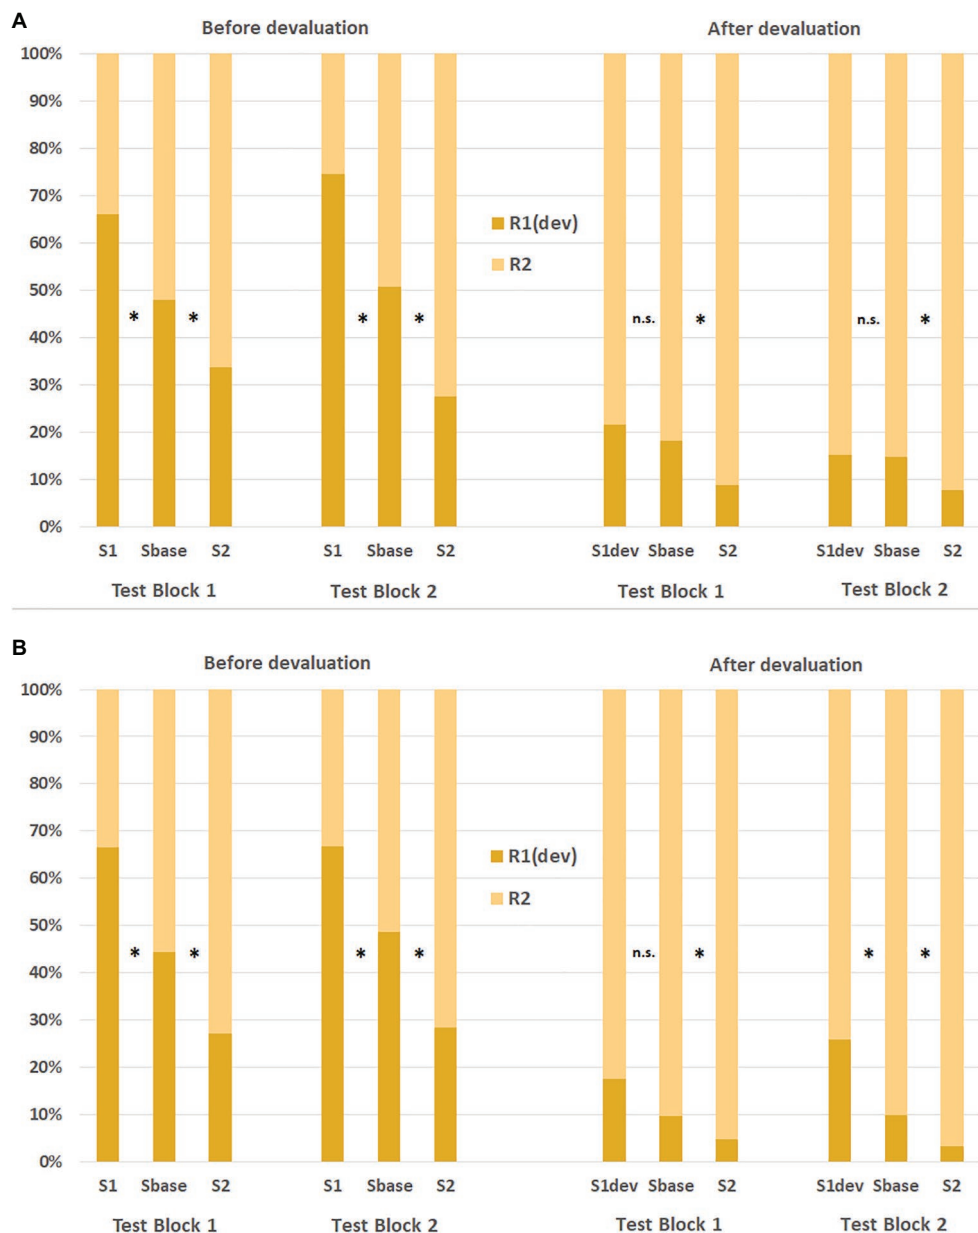 A
Before devaluation After devaluation
100%
90%
80%
70%
R1(dev)
60%
R2
50%
* * * * n.s. * n.s. *
40%
30%
20%
10%
0%
S1 Sbase S2 S1 Sbase S2 S1dev Sbase S2 S1dev Sbase S2
Test Block 1 Test Block 2 Test Block 1 Test Block 2
B
Before devaluation After devaluation
100%
90%
80%
70%
R1(dev)
60%
R2
50%
* * * * n.s. * * *
40%
30%
20%
10%
0%
S1 Sbase S2 S1 Sbase S2 S1dev Sbase S2 S1dev Sbase S2
Test Block 1 Test Block 2 Test Block 1 Test Block 2